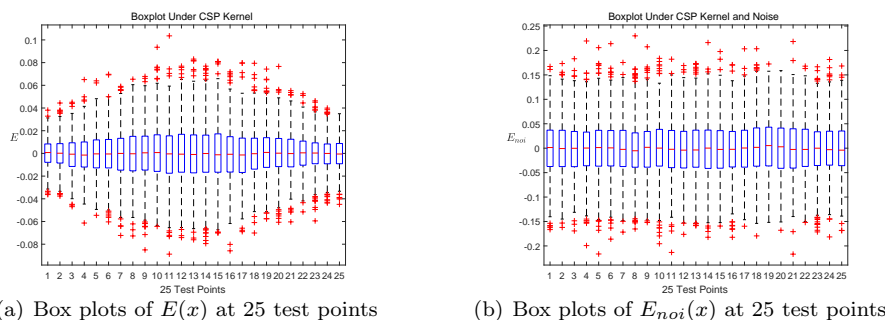 Boxplot Under CSP Kernel
0.1
0.08
0.06
0.04
0.02
E
0
-0.02
-0.04
-0.06
-0.08
1 2 3 4 5 6 7 8 9 10 11 12 13 14 15 16 17 18 19 20 21 22 23 24 25
25 Test Points
(a) Box plots of E(x) at 25 test points
Boxplot Under CSP Kernel and Noise
0.25
0.2
0.15
0.1
0.05
E_noi
0
-0.05
-0.1
-0.15
-0.2
1 2 3 4 5 6 7 8 9 10 11 12 13 14 15 16 17 18 19 20 21 22 23 24 25
25 Test Points
(b) Box plots of E_noi(x) at 25 test points